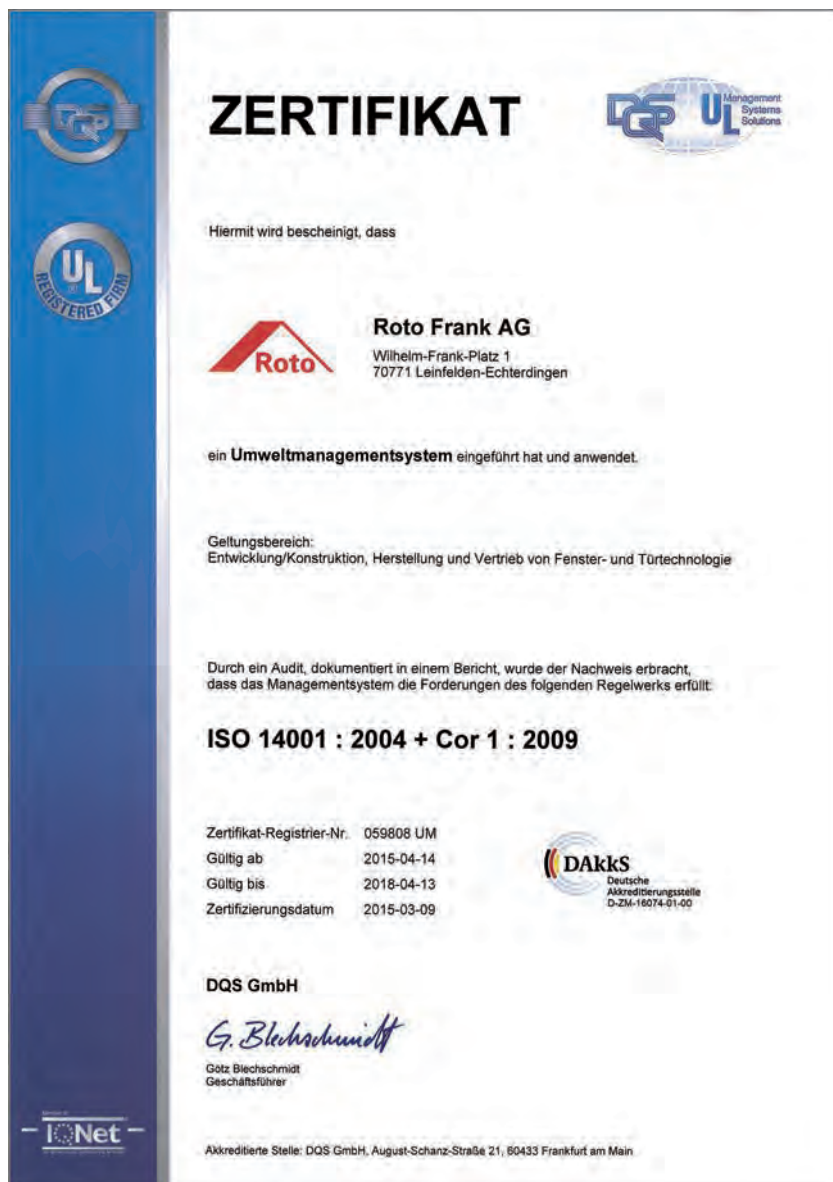 ZERTIFIKAT
DQS UL
Management
Systems
Solutions
DQS
Hiermit wird bescheinigt, dass
UL
REGISTERED FIRM
Roto
Roto Frank AG
Wilhelm-Frank-Platz 1
70771 Leinfelden-Echterdingen
ein Umweltmanagementsystem eingeführt hat und anwendet.
Geltungsbereich:
Entwicklung/Konstruktion, Herstellung und Vertrieb von Fenster- und Türtechnologie
Durch ein Audit, dokumentiert in einem Bericht, wurde der Nachweis erbracht,
dass das Managementsystem die Forderungen des folgenden Regelwerks erfüllt:
ISO 14001 : 2004 + Cor 1 : 2009
Zertifikat-Registrier-Nr. 059808 UM
Gültig ab 2015-04-14
Gültig bis 2018-04-13
Zertifizierungsdatum 2015-03-09
DAkkS
Deutsche
Akkreditierungsstelle
D-ZM-16074-01-00
DQS GmbH
G. Blechschmidt
Götz Blechschmidt
Geschäftsführer
IQNet
Akkreditierte Stelle: DQS GmbH, August-Schanz-Straße 21, 60433 Frankfurt am Main